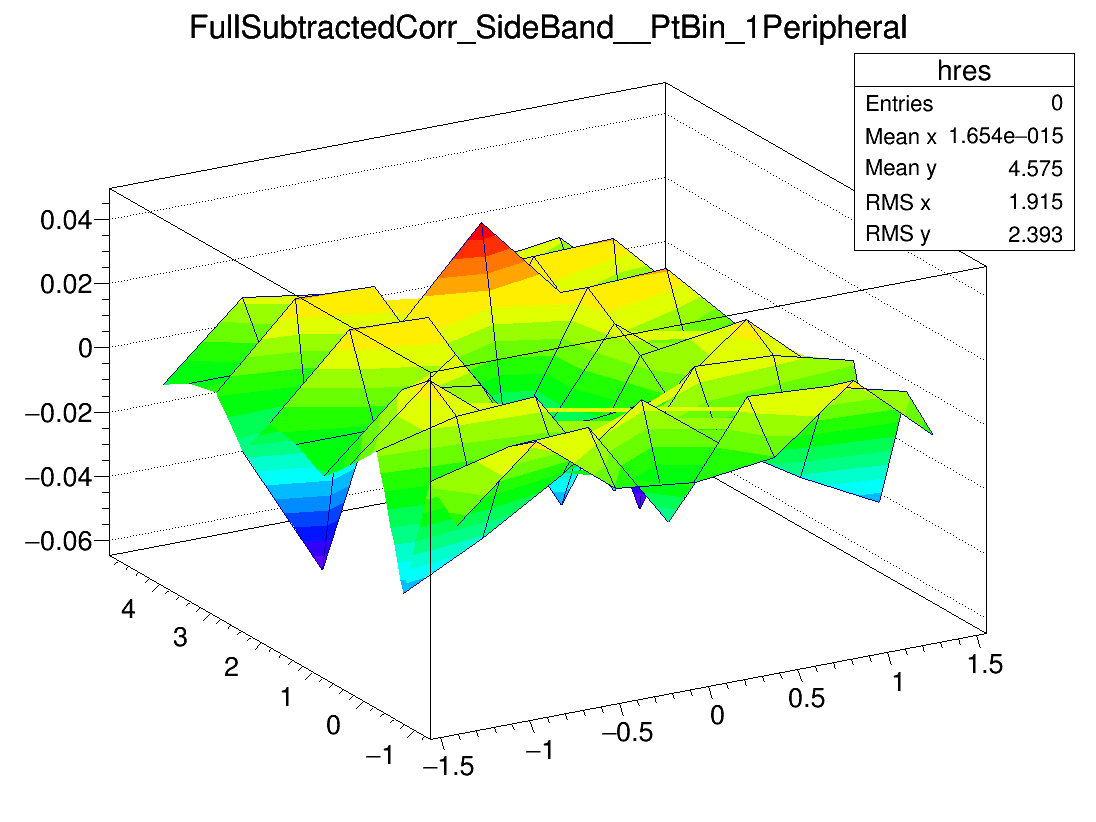 FullSubtractedCorr_SideBand__PtBin_1Peripheral
hres
Entries 0
Mean x 1.654e−015
Mean y 4.575
RMS x 1.915
RMS y 2.393
0.04
0.02
0
−0.02
−0.04
−0.06
4
3
2
1
0
−1
−1.5
−1
−0.5
0
0.5
1
1.5